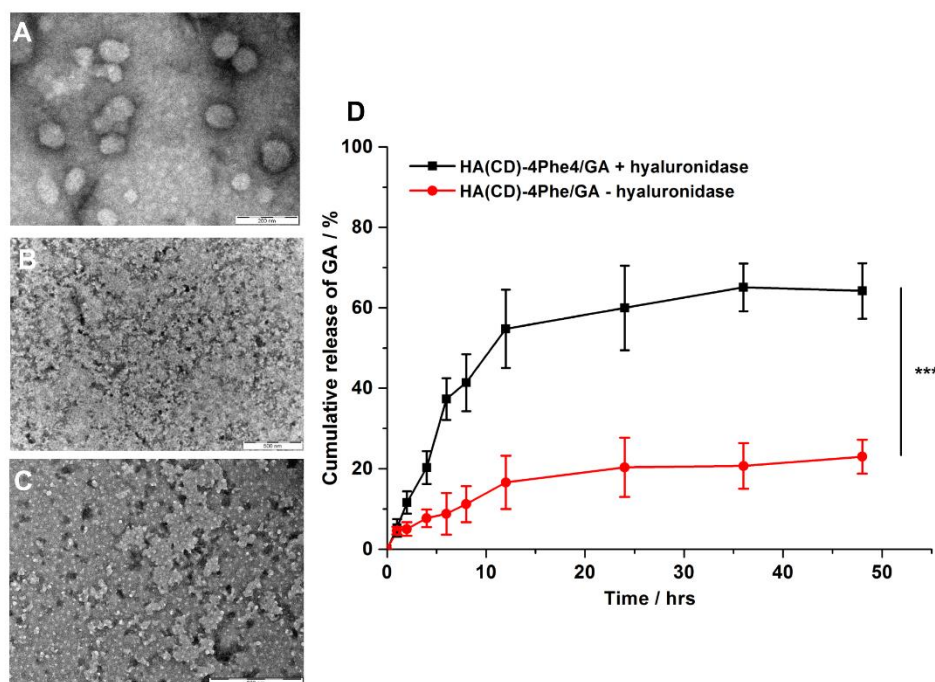 A
200 nm
B
500 nm
C
D
100
80
60
40
20
0
HA(CD)-4Phe4/GA + hyaluronidase
HA(CD)-4Phe/GA - hyaluronidase
***
Cumulative release of GA / %
0
10
20
30
40
50
Time / hrs